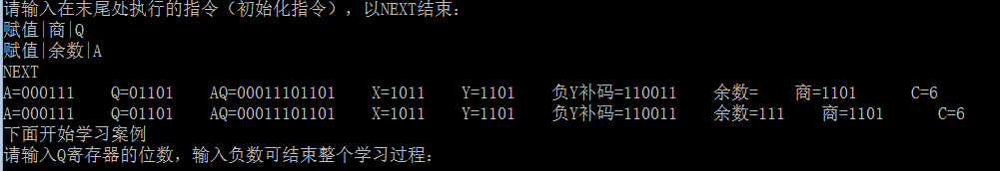 请输入在末尾处执行的指令（初始化指令），以NEXT结束：
赋值|商|Q
赋值|余数|A
NEXT
A=000111    Q=01101    AQ=00011101101    X=1011    Y=1101    负Y补码=110011    余数=    商=1101      C=6
A=000111    Q=01101    AQ=00011101101    X=1011    Y=1101    负Y补码=110011    余数=111    商=1101      C=6
下面开始学习案例
请输入Q寄存器的位数，输入负数可结束整个学习过程：